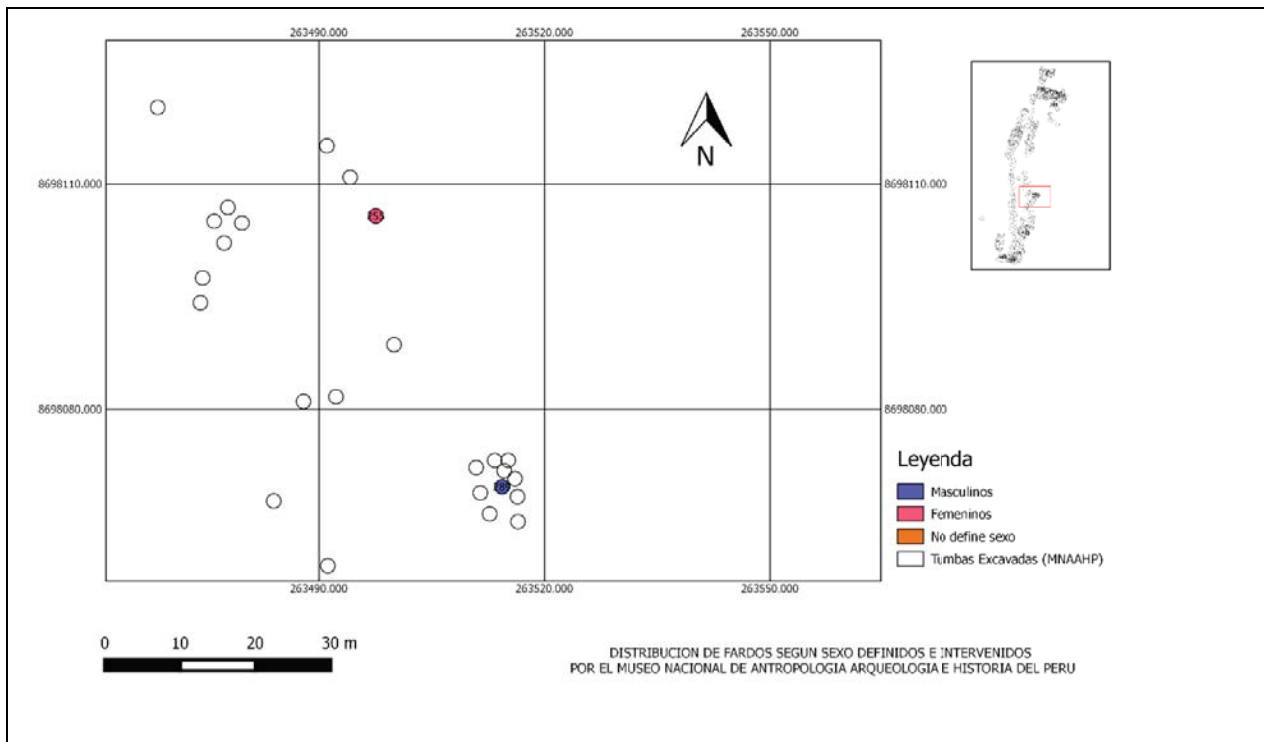 263490.000 263520.000 263550.000
N
8698110.000 8698110.000
8698080.000 8698080.000
Leyenda
Masculinos
Femeninos
No define sexo
Tumbas Excavadas (MNAAHP)
263490.000 263520.000 263550.000
0 10 20 30 m
DISTRIBUCION DE FARDOS SEGUN SEXO DEFINIDOS E INTERVENIDOS
POR EL MUSEO NACIONAL DE ANTROPOLOGIA ARQUEOLOGIA E HISTORIA DEL PERU